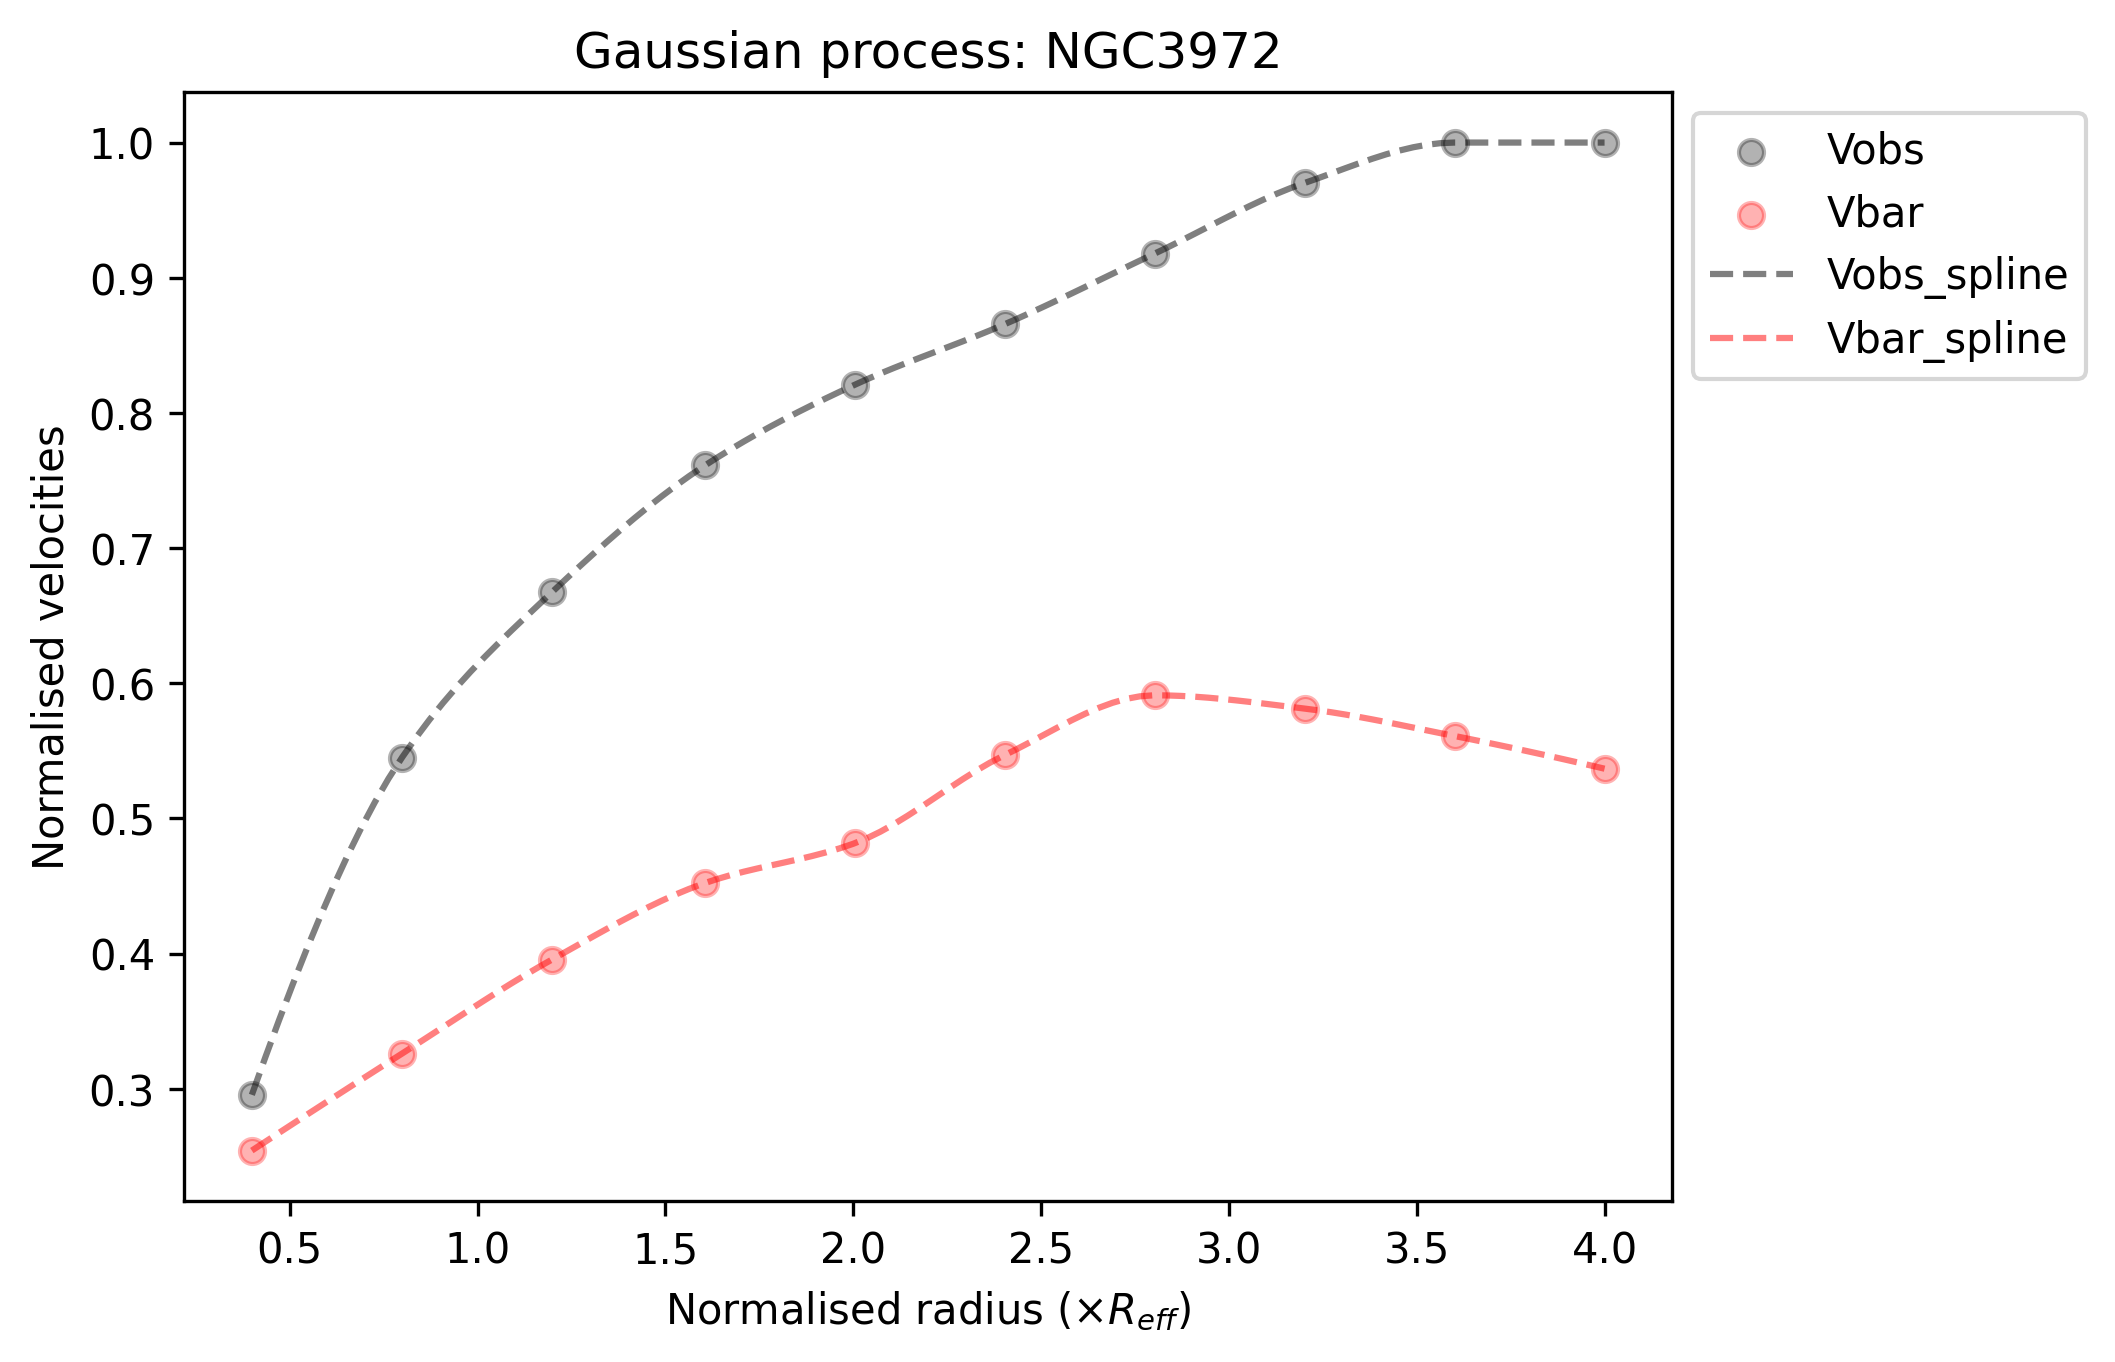 Gaussian process: NGC3972
Normalised velocities
1.0
0.9
0.8
0.7
0.6
0.5
0.4
0.3
0.5 1.0 1.5 2.0 2.5 3.0 3.5 4.0
Normalised radius (×R_eff)
Vobs
Vbar
Vobs_spline
Vbar_spline